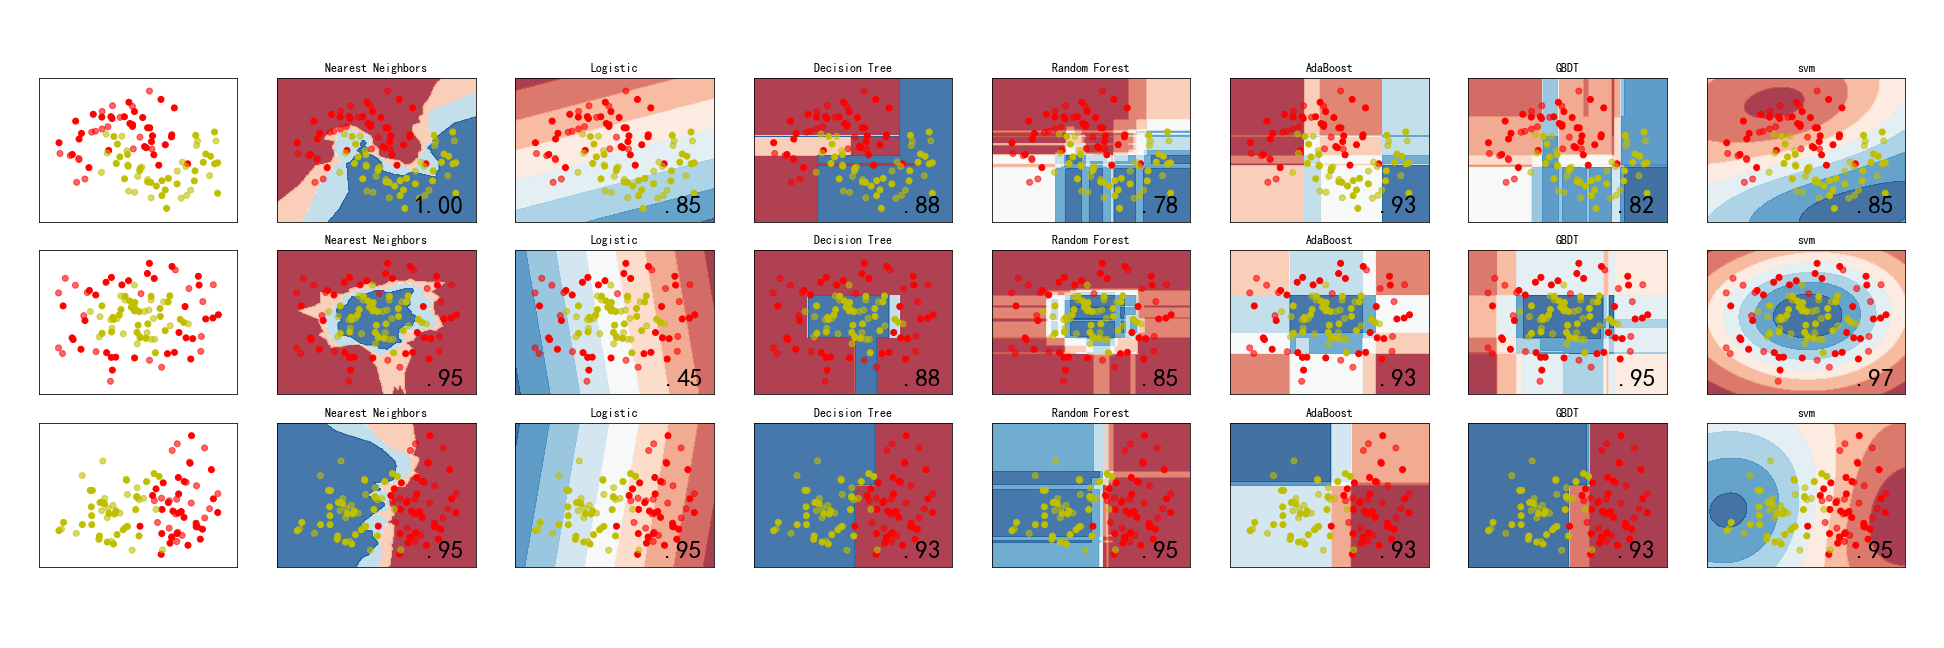 Nearest Neighbors Logistic Decision Tree Random Forest AdaBoost GBDT svm
1.00 .85 .88 .78 .93 .82 .85
Nearest Neighbors Logistic Decision Tree Random Forest AdaBoost GBDT svm
.95 .45 .88 .85 .93 .95 .97
Nearest Neighbors Logistic Decision Tree Random Forest AdaBoost GBDT svm
.95 .95 .93 .95 .93 .93 .95